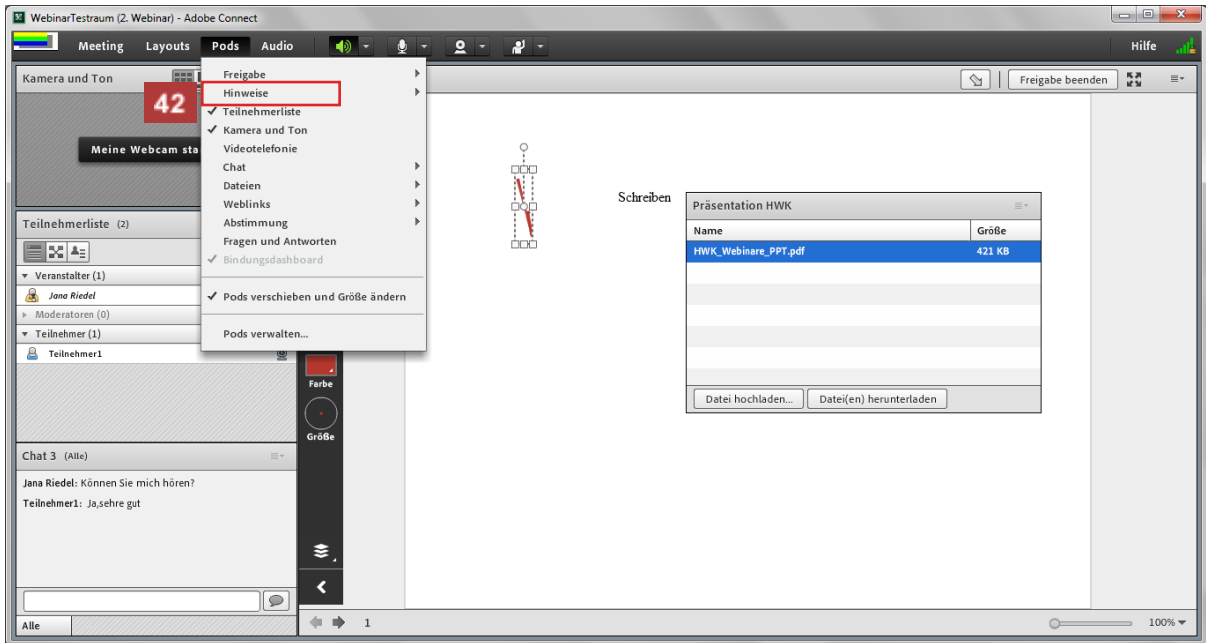 WebinarTestraum (2. Webinar) - Adobe Connect
Meeting Layouts Pods Audio Hilfe
Kamera und Ton
42
Meine Webcam sta
Freigabe
Hinweise
Teilnehmerliste
Kamera und Ton
Videotelefonie
Chat
Dateien
Weblinks
Abstimmung
Fragen und Antworten
Bindungsdashboard
Pods verschieben und Größe ändern
Pods verwalten...
Freigabe beenden
Teilnehmerliste (2)
Veranstalter (1)
Jana Riedel
Moderatoren (0)
Teilnehmer (1)
Teilnehmer1
Farbe
Größe
Schreiben
Präsentation HWK
Name Größe
HWK_Webinare_PPT.pdf 421 KB
Datei hochladen... Datei(en) herunterladen
Chat 3 (Alle)
Jana Riedel: Können Sie mich hören?
Teilnehmer1: Ja,sehre gut
Alle
1
100%